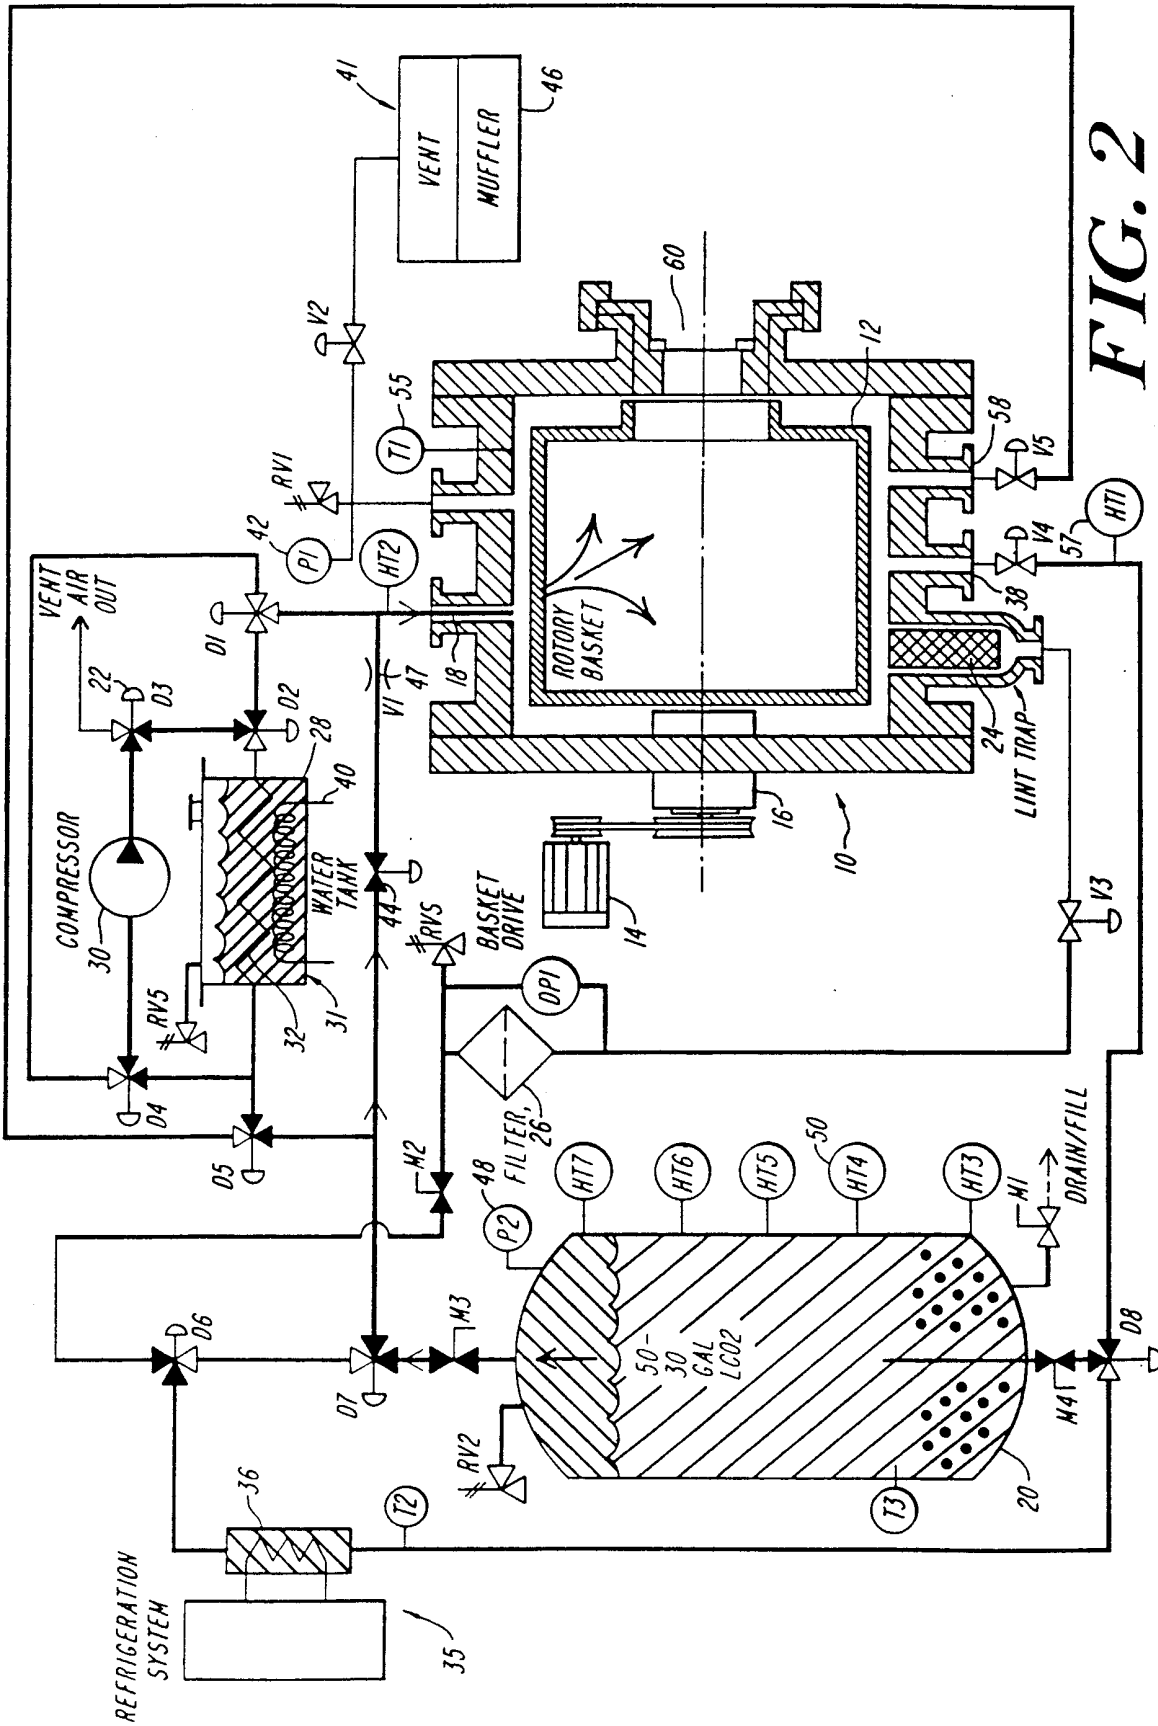 FIG. 2
REFRIGERATION
SYSTEM
35
36
T2
D6
D7
M3
RV2
50-
30
GAL
LCO2
T3
20
M4
D8
P2
48
HT7
HT6
HT5
HT4
50
HT3
M1
DRAIN/FILL
M2
FILTER,
26
DP1
RVS
BASKET
DRIVE
14
16
10
D5
D4
RV5
COMPRESSOR
30
32
31
WATER
TANK
40
28
44
22
D3
D2
D1
VENT
AIR
OUT
V1
47
18
HT2
P1
42
RV1
T1
55
V2
41
VENT
MUFFLER
46
ROTORY
BASKET
12
60
24
LINT TRAP
38
58
V3
V4
V5
57
HT1